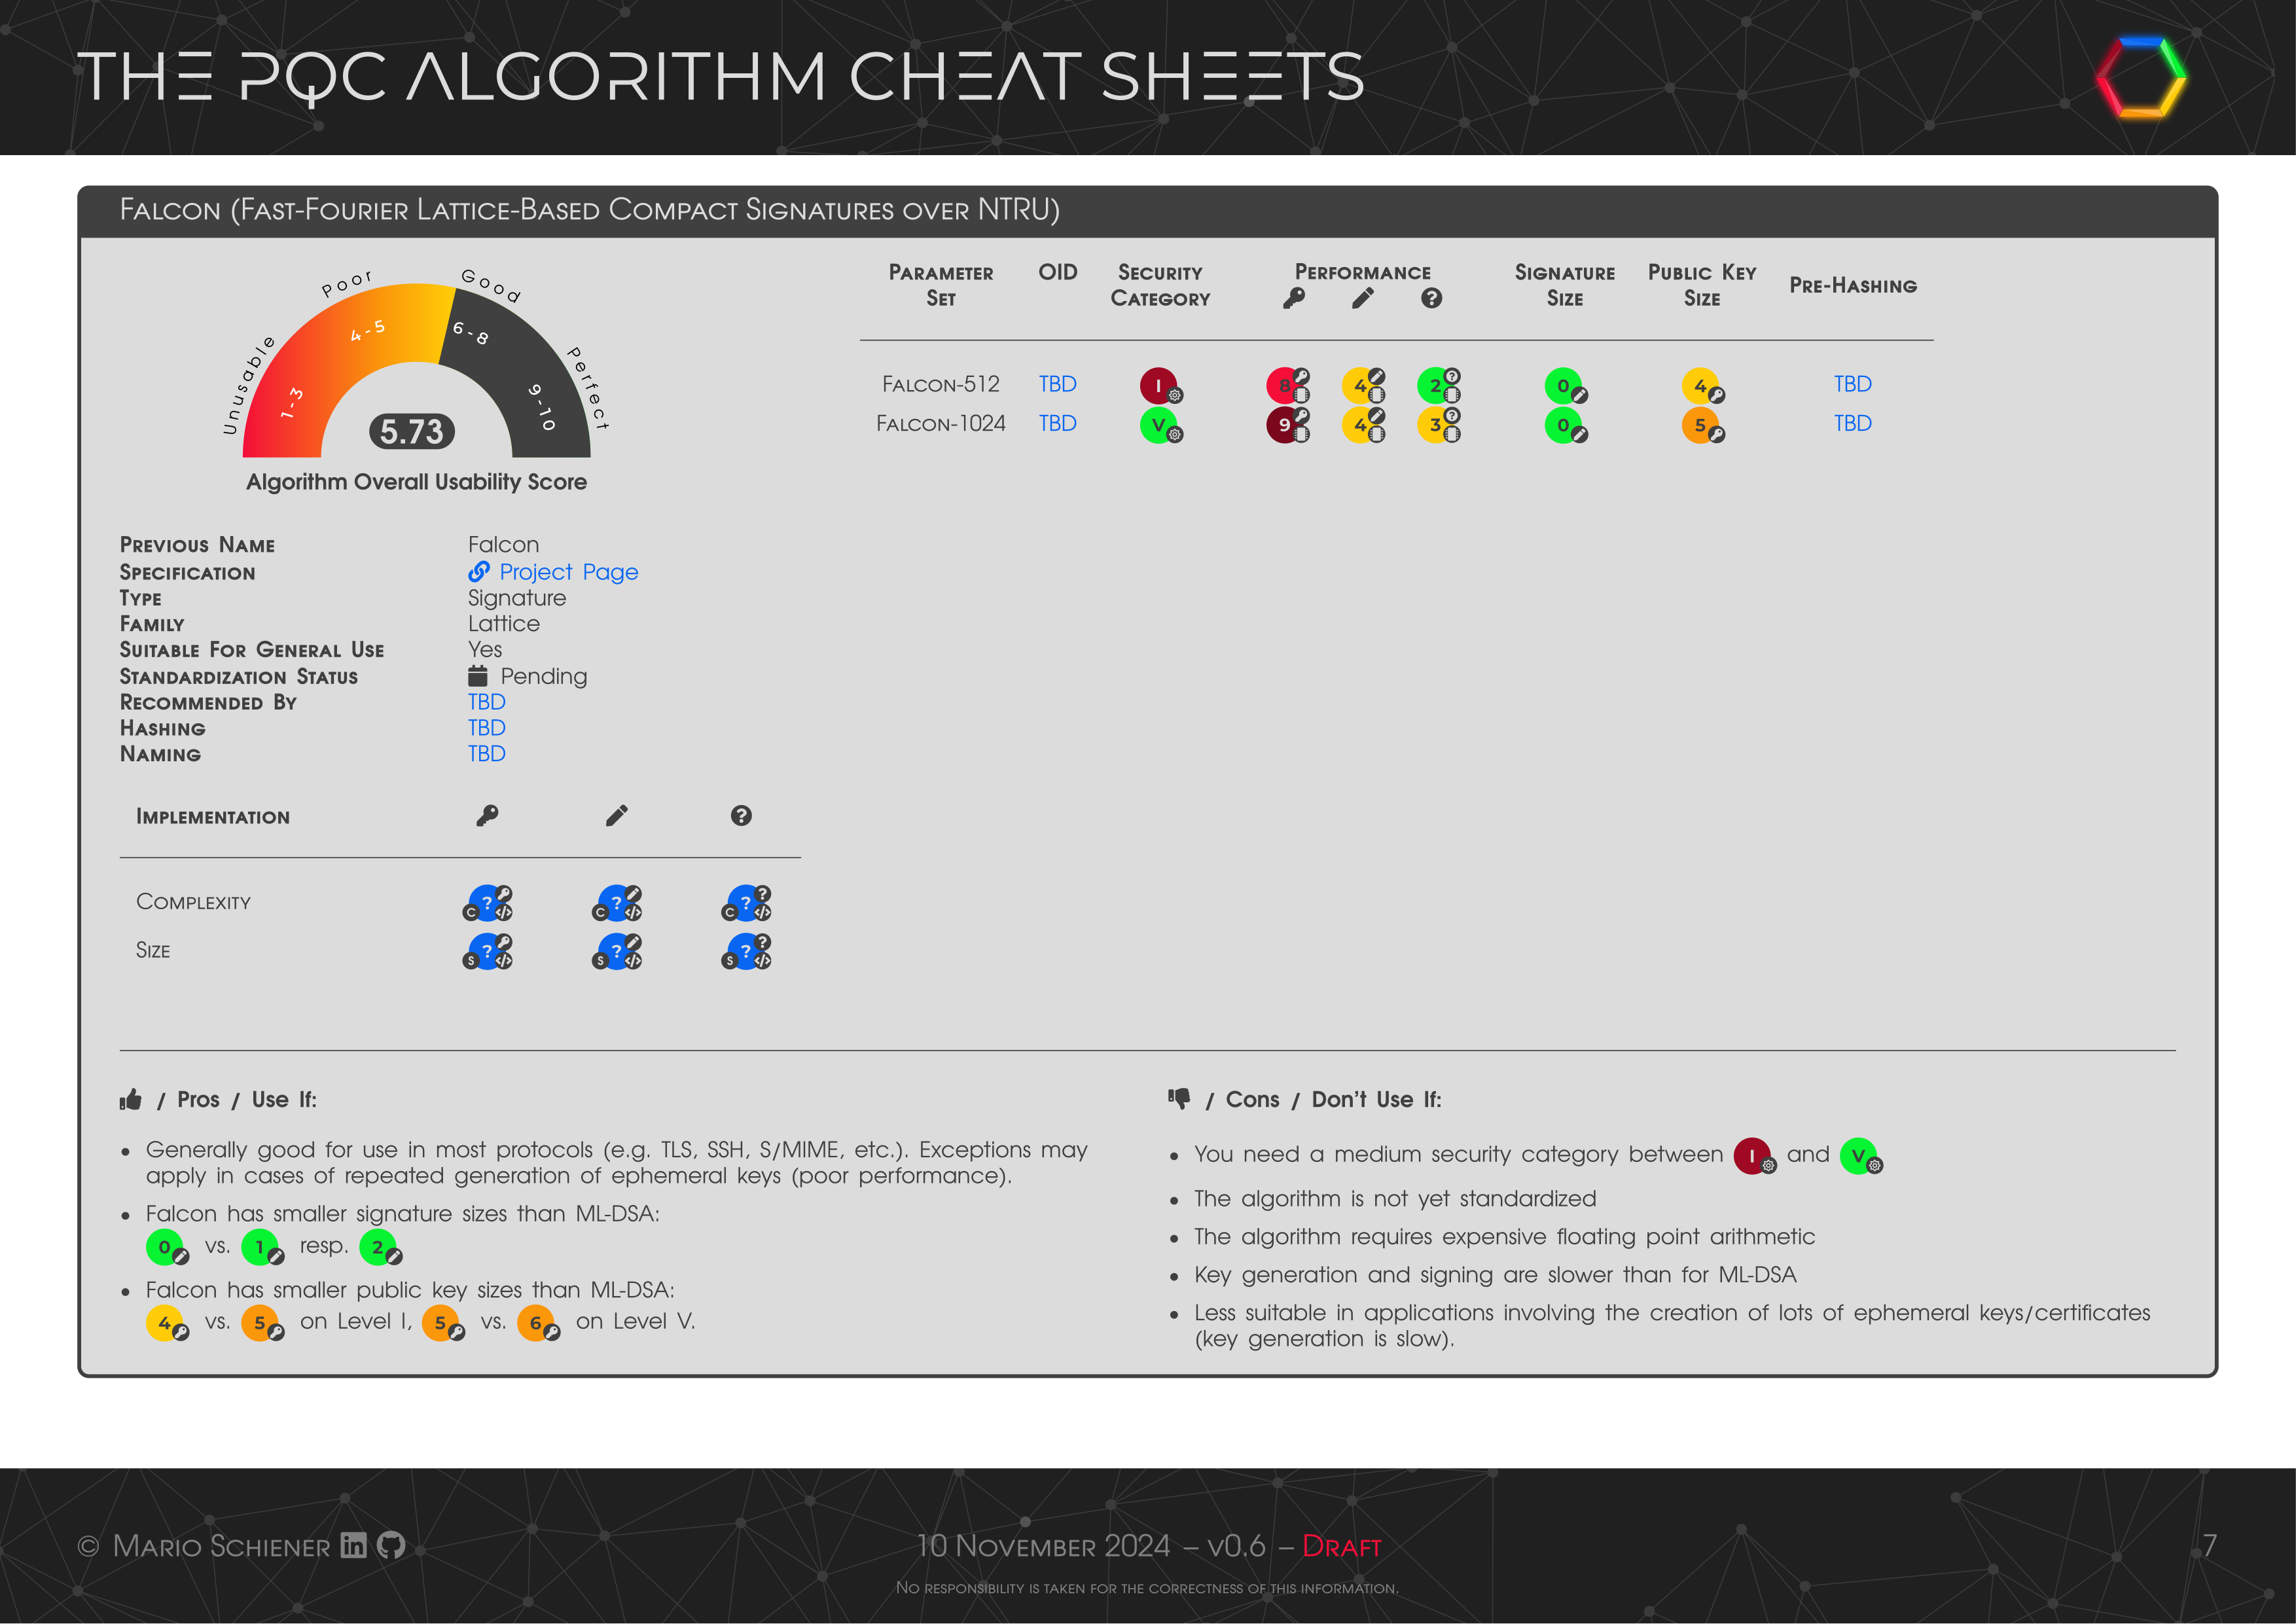 THE PQC ALGORITHM CHEAT SHEETS
Falcon (Fast-Fourier Lattice-Based Compact Signatures over NTRU)
Unusable
Poor
Good
Perfect
1-3
4-5
6-8
9-10
5.73
Algorithm Overall Usability Score
Previous Name Falcon
Specification Project Page
Type Signature
Family Lattice
Suitable For General Use Yes
Standardization Status Pending
Recommended By TBD
Hashing TBD
Naming TBD
Implementation ?
Complexity ? C ? C ? ? C
Size ? S ? S ? ? S
Parameter Set OID Security Category Performance ? Signature Size Public Key Size Pre-Hashing
Falcon-512 TBD I 8 4 2 ? 0 4 TBD
Falcon-1024 TBD V 9 4 3 ? 0 5 TBD
/ Pros / Use If:
• Generally good for use in most protocols (e.g. TLS, SSH, S/MIME, etc.). Exceptions may
apply in cases of repeated generation of ephemeral keys (poor performance).
• Falcon has smaller signature sizes than ML-DSA:
0 vs. 1 resp. 2
• Falcon has smaller public key sizes than ML-DSA:
4 vs. 5 on Level I, 5 vs. 6 on Level V.
/ Cons / Don't Use If:
• You need a medium security category between I and V
• The algorithm is not yet standardized
• The algorithm requires expensive floating point arithmetic
• Key generation and signing are slower than for ML-DSA
• Less suitable in applications involving the creation of lots of ephemeral keys/certificates
(key generation is slow).
© Mario Schiener in
10 November 2024 – v0.6 – Draft
No responsibility is taken for the correctness of this information.
7